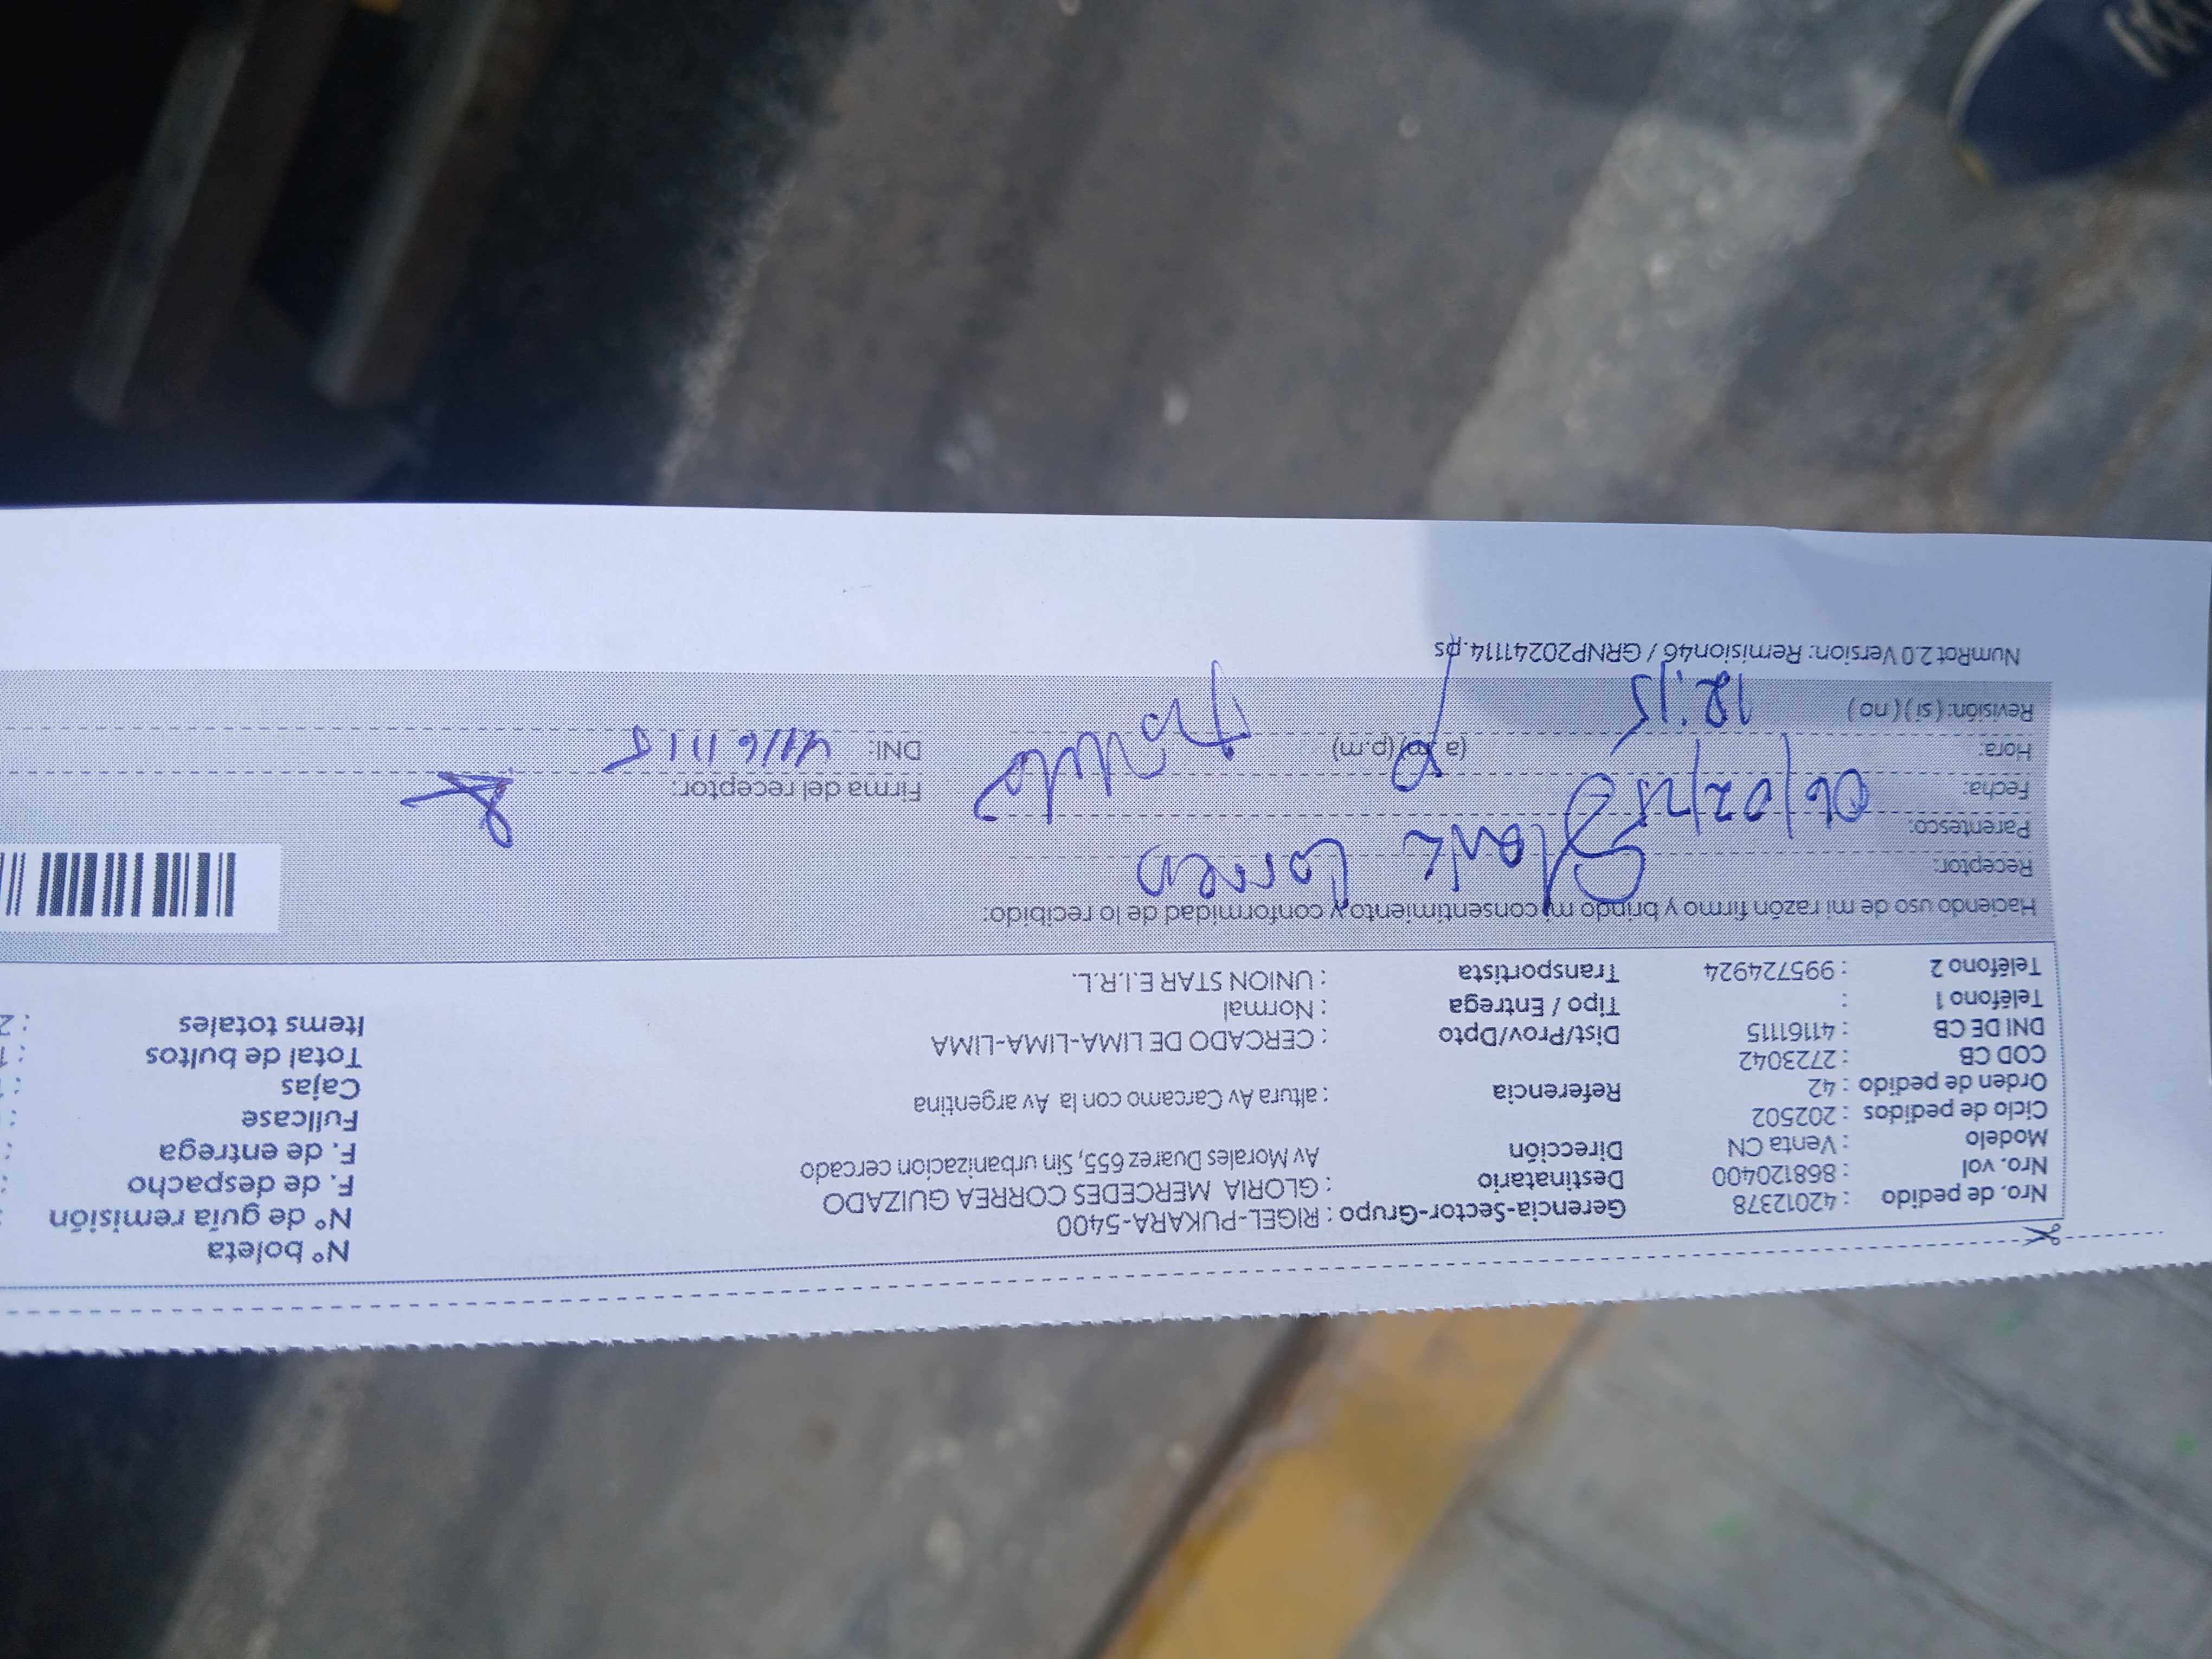 Nro. de pedido : 42012378
Nro. vol : 868120400
Modelo : Venta CN
Ciclo de pedidos : 202502
Orden de pedido : 42
COD CB : 2723042
DNI DE CB : 41161115
Teléfono 1 :
Teléfono 2 : 995724924
Gerencia-Sector-Grupo : RIGEL-PUKARA-5400
Destinatario : GLORIA MERCEDES CORREA GUIZADO
Dirección Av Morales Duarez 655, Sin urbanizacion cercado
Referencia : altura Av Carcamo con la Av argentina
Dist/Prov/Dpto : CERCADO DE LIMA-LIMA-LIMA
Tipo / Entrega : Normal
Transportista : UNION STAR E.I.R.L.
N° boleta
N° de guía remisión
F. de despacho :
F. de entrega :
Fullcase :
Cajas :
Total de bultos : 1
Items totales : 2
Haciendo uso de mi razón firmo y brindo mi consentimiento y conformidad de lo recibido:
Receptor: Gloria Correa
Parentesco:
Fecha: 06/02/25
Hora: (a.m)/(p.m)
Revisión: ( si ) ( no ) 12:15
Firma del receptor:
DNI: 41161115
NumRot 2.0 Version: Remision46 / GRNP20241114.ps